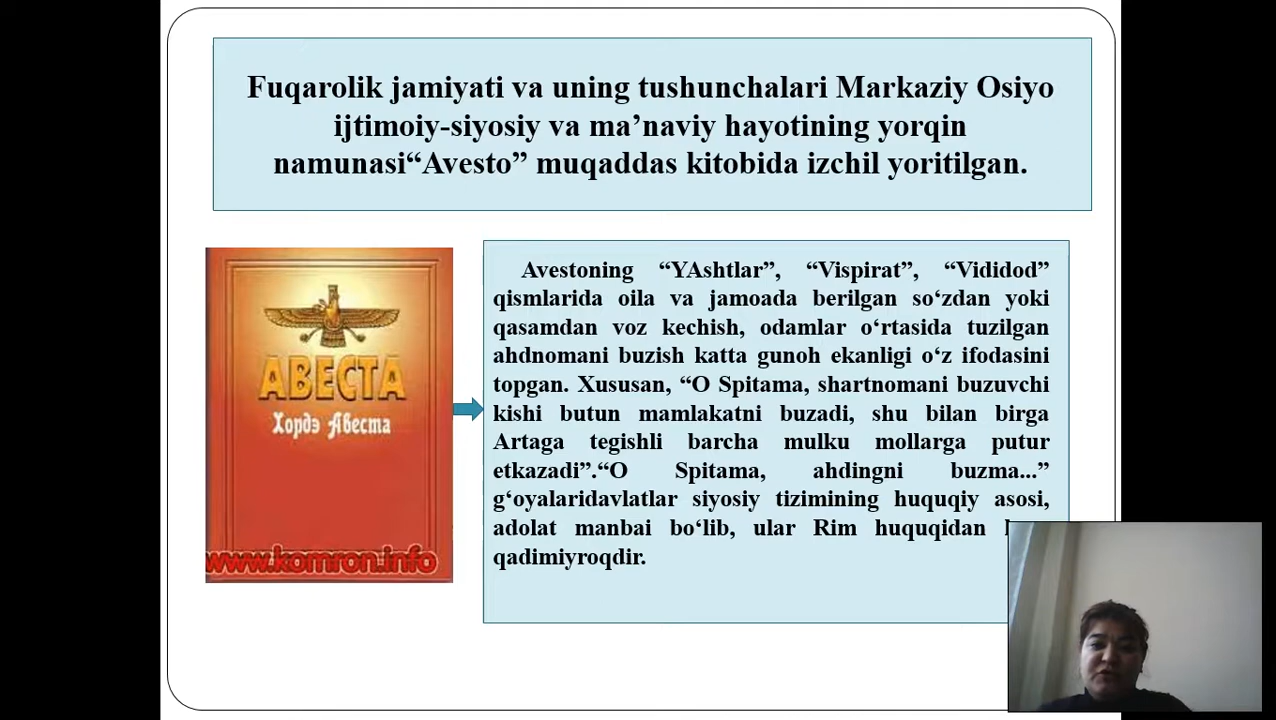 Fuqarolik jamiyati va uning tushunchalari Markaziy Osiyo
ijtimoiy-siyosiy va ma’naviy hayotining yorqin
namunasi“Avesto” muqaddas kitobida izchil yoritilgan.
АВЕСТА
Хордэ Авеста
www.komron.info
Avestoning “YAshtlar”, “Vispirat”, “Vididod”
qismlarida oila va jamoada berilgan so‘zdan yoki
qasamdan voz kechish, odamlar o‘rtasida tuzilgan
ahdnomani buzish katta gunoh ekanligi o‘z ifodasini
topgan. Xususan, “O Spitama, shartnomani buzuvchi
kishi butun mamlakatni buzadi, shu bilan birga
Artaga tegishli barcha mulku mollarga putur
etkazadi”.“O Spitama, ahdingni buzma...”
g‘oyalaridavlatlar siyosiy tizimining huquqiy asosi,
adolat manbai bo‘lib, ular Rim huquqidan
qadimiyroqdir.